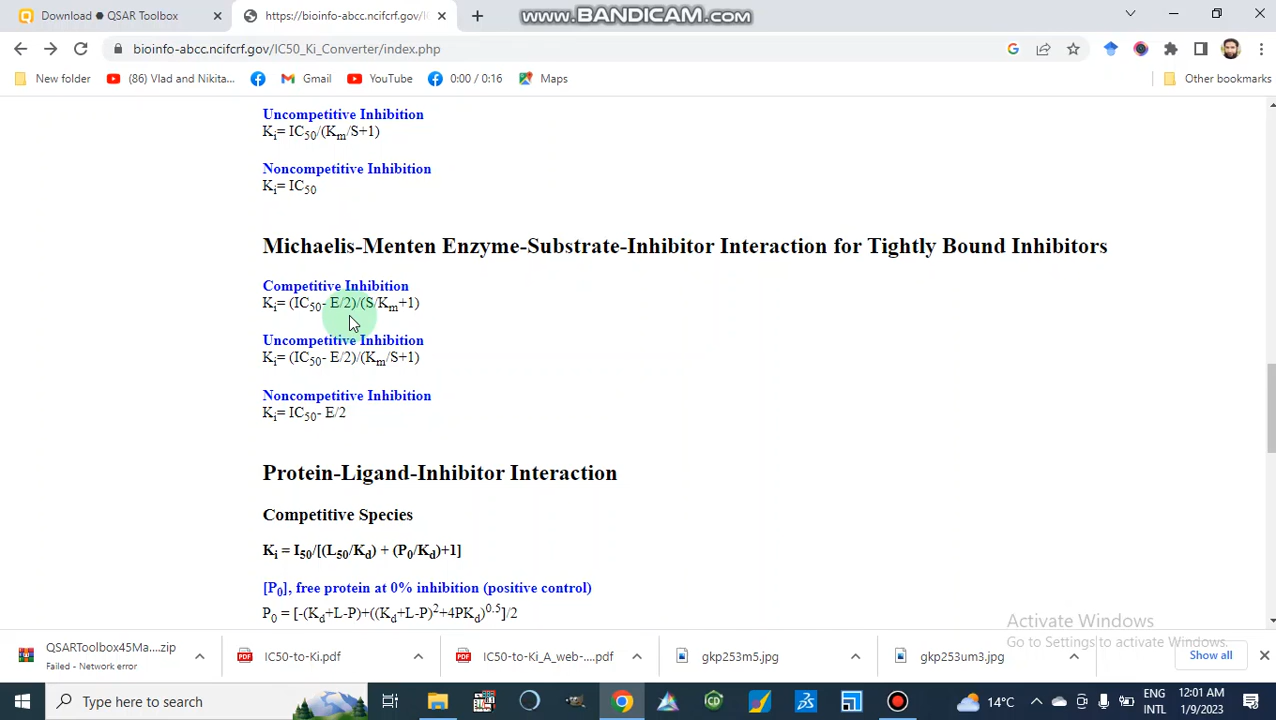 Download ● QSAR Toolbox
https://bioinfo-abcc.ncifcrf.gov/I
www.BANDICAM.com
bioinfo-abcc.ncifcrf.gov/IC50_Ki_Converter/index.php
New folder
(86) Vlad and Nikita...
Gmail
YouTube
0:00 / 0:16
Maps
Other bookmarks
Uncompetitive Inhibition
Ki= IC50/(Km/S+1)
Noncompetitive Inhibition
Ki= IC50
Michaelis-Menten Enzyme-Substrate-Inhibitor Interaction for Tightly Bound Inhibitors
Competitive Inhibition
Ki= (IC50- E/2)/(S/Km+1)
Uncompetitive Inhibition
Ki= (IC50- E/2)/(Km/S+1)
Noncompetitive Inhibition
Ki= IC50- E/2
Protein-Ligand-Inhibitor Interaction
Competitive Species
Ki = I50/[(L50/Kd) + (P0/Kd)+1]
[P0], free protein at 0% inhibition (positive control)
P0 = [-(Kd+L-P)+((Kd+L-P)2+4PKd)0.5]/2
Activate Windows
Go to Settings to activate Windows.
QSARToolbox45Ma....zip
Failed - Network error
IC50-to-Ki.pdf
IC50-to-Ki_A_web-....pdf
gkp253m5.jpg
gkp253um3.jpg
Show all
Type here to search
14°C
ENG
INTL
12:01 AM
1/9/2023